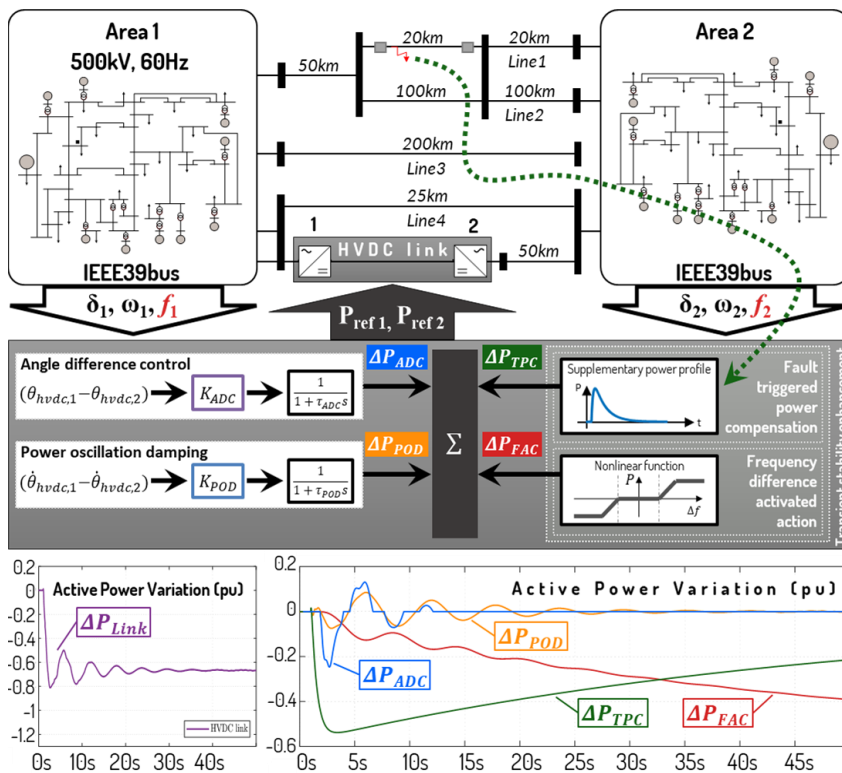 Area 1
500kV, 60Hz
IEEE39bus
50km
20km
20km
Line1
100km
100km
Line2
200km
Line3
25km
Line4
1
2
HVDC link
50km
Area 2
IEEE39bus
δ1, ω1, f1
Pref 1, Pref 2
δ2, ω2, f2
Angle difference control
(θhvdc,1−θhvdc,2)
KADC
1
1+τADCs
ΔPADC
Power oscillation damping
(θ̇hvdc,1−θ̇hvdc,2)
KPOD
1
1+τPODs
ΔPPOD
Σ
ΔPTPC
Supplementary power profile
P
t
Fault
triggered
power
compensation
ΔPFAC
Nonlinear function
P
Δf
Frequency
difference
activated
action
Transient stability enhancement
Active Power Variation (pu)
ΔPLink
HVDC link
0.2
0
-0.2
-0.4
-0.6
-0.8
-1
-1.2
0s
10s
20s
30s
40s
Active Power Variation (pu)
ΔPPOD
ΔPADC
ΔPTPC
ΔPFAC
0.2
0
-0.2
-0.4
-0.6
0s
5s
10s
15s
20s
25s
30s
35s
40s
45s